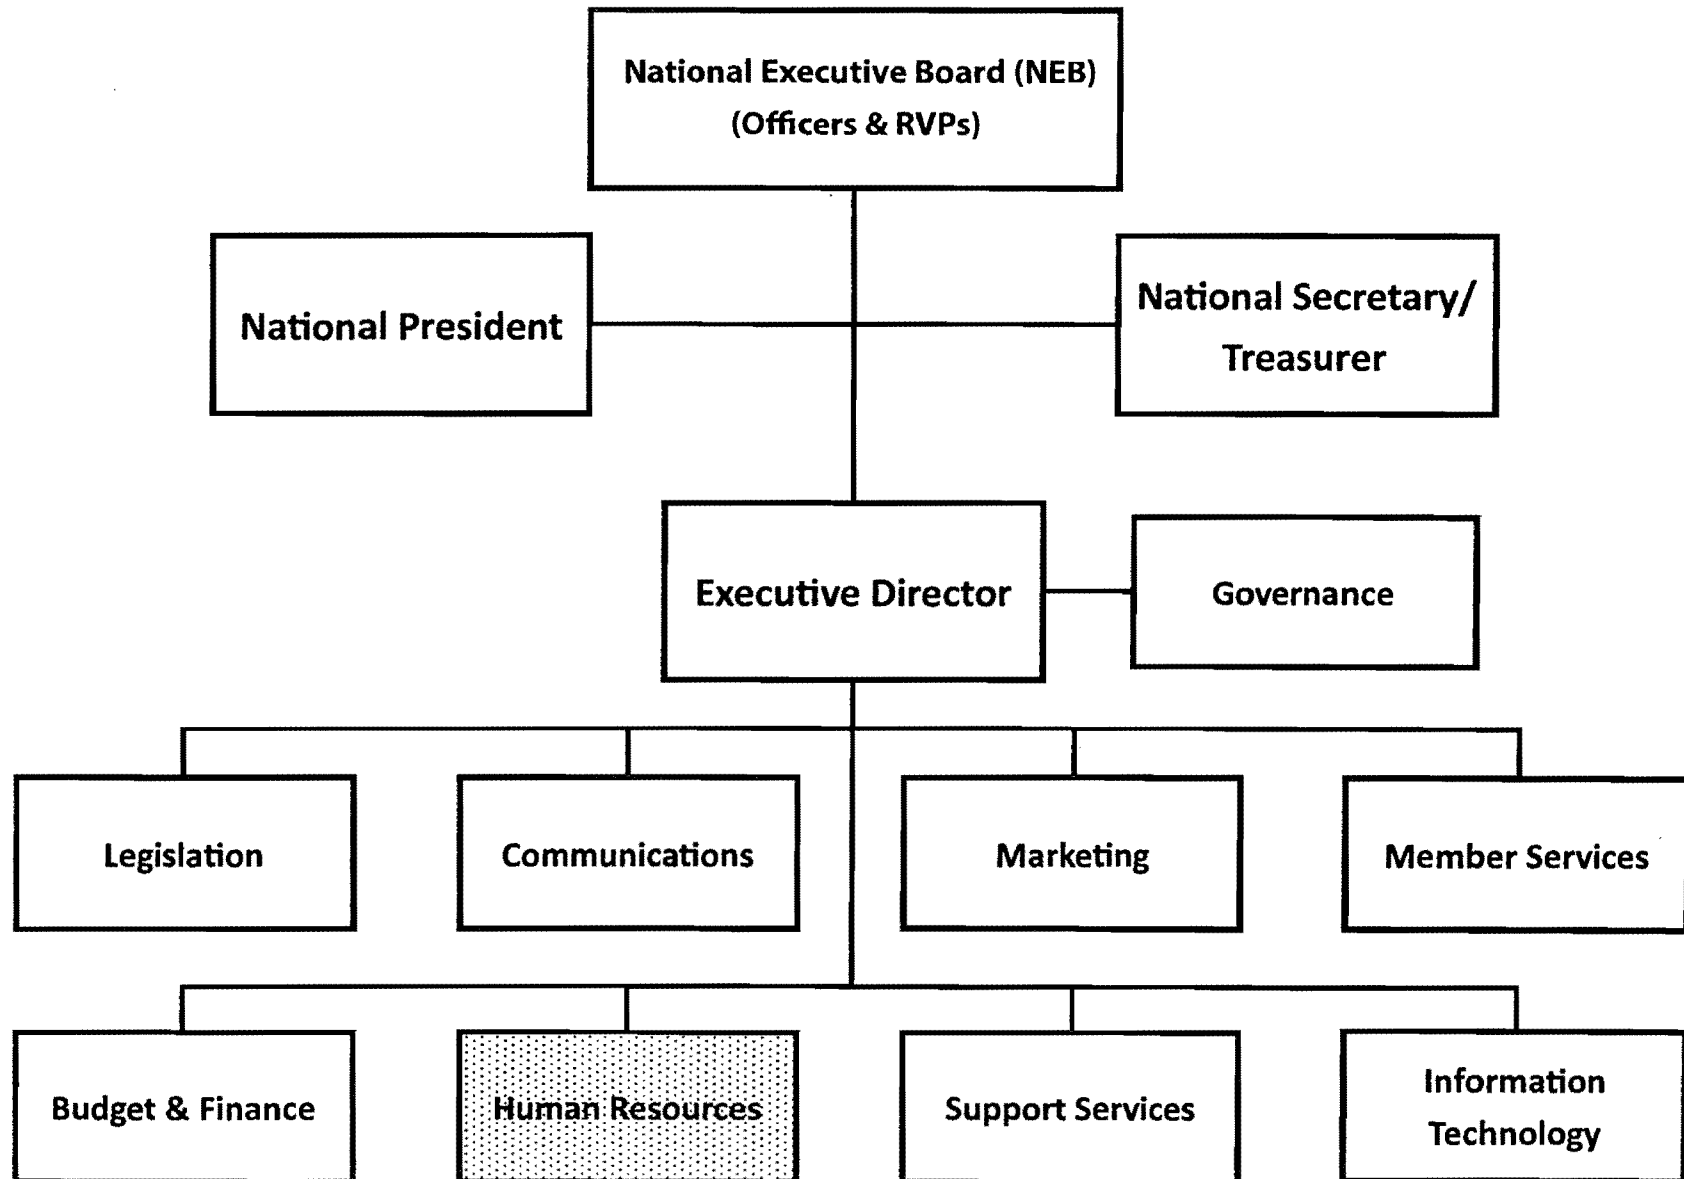 National Executive Board (NEB)
(Officers & RVPs)
National President
National Secretary/
Treasurer
Executive Director
Governance
Legislation
Communications
Marketing
Member Services
Budget & Finance
Human Resources
Support Services
Information
Technology